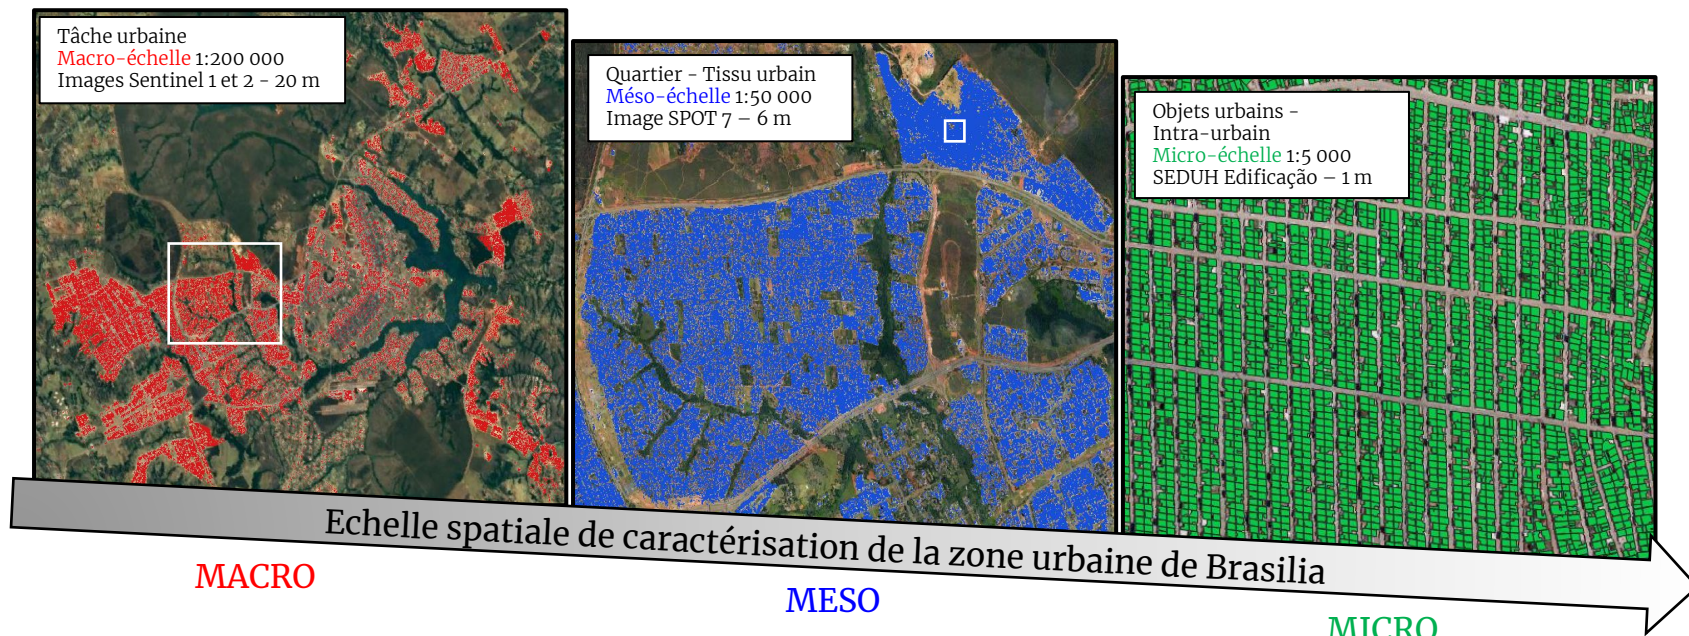 Tâche urbaine
Macro-échelle 1:200 000
Images Sentinel 1 et 2 - 20 m
Quartier - Tissu urbain
Méso-échelle 1:50 000
Image SPOT 7 – 6 m
Objets urbains -
Intra-urbain
Micro-échelle 1:5 000
SEDUH Edificação – 1 m
Echelle spatiale de caractérisation de la zone urbaine de Brasilia
MACRO
MESO
MICRO